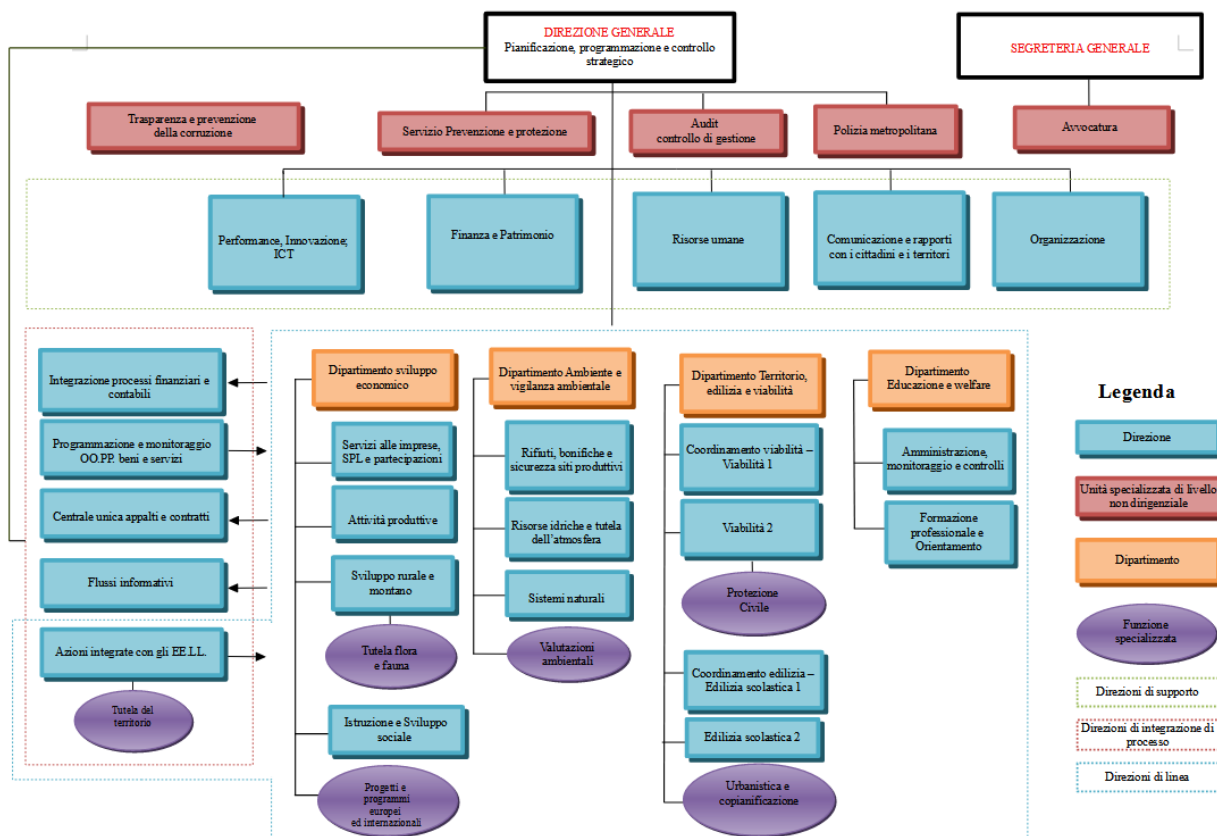 DIREZIONE GENERALE
Pianificazione, programmazione e controllo
strategico
SEGRETERIA GENERALE
Trasparenza e prevenzione
della corruzione
Servizio Prevenzione e protezione
Audit
controllo di gestione
Polizia metropolitana
Avvocatura
Performance, Innovazione;
ICT
Finanza e Patrimonio
Risorse umane
Comunicazione e rapporti
con i cittadini e i territori
Organizzazione
Integrazione processi finanziari e
contabili
Programmazione e monitoraggio
OO.PP. beni e servizi
Centrale unica appalti e contratti
Flussi informativi
Azioni integrate con gli EE.LL.
Tutela del
territorio
Dipartimento sviluppo
economico
Servizi alle imprese,
SPL e partecipazioni
Attività produttive
Sviluppo rurale e
montano
Tutela flora
e fauna
Istruzione e Sviluppo
sociale
Progetti e
programmi
europei
ed internazionali
Dipartimento Ambiente e
vigilanza ambientale
Rifiuti, bonifiche e
sicurezza siti produttivi
Risorse idriche e tutela
dell'atmosfera
Sistemi naturali
Valutazioni
ambientali
Dipartimento Territorio,
edilizia e viabilità
Coordinamento viabilità –
Viabilità 1
Viabilità 2
Protezione
Civile
Coordinamento edilizia –
Edilizia scolastica 1
Edilizia scolastica 2
Urbanistica e
copianificazione
Dipartimento
Educazione e welfare
Amministrazione,
monitoraggio e controlli
Formazione
professionale e
Orientamento
Legenda
Direzione
Unità specializzata di livello
non dirigenziale
Dipartimento
Funzione
specializzata
Direzioni di supporto
Direzioni di integrazione di
processo
Direzioni di linea